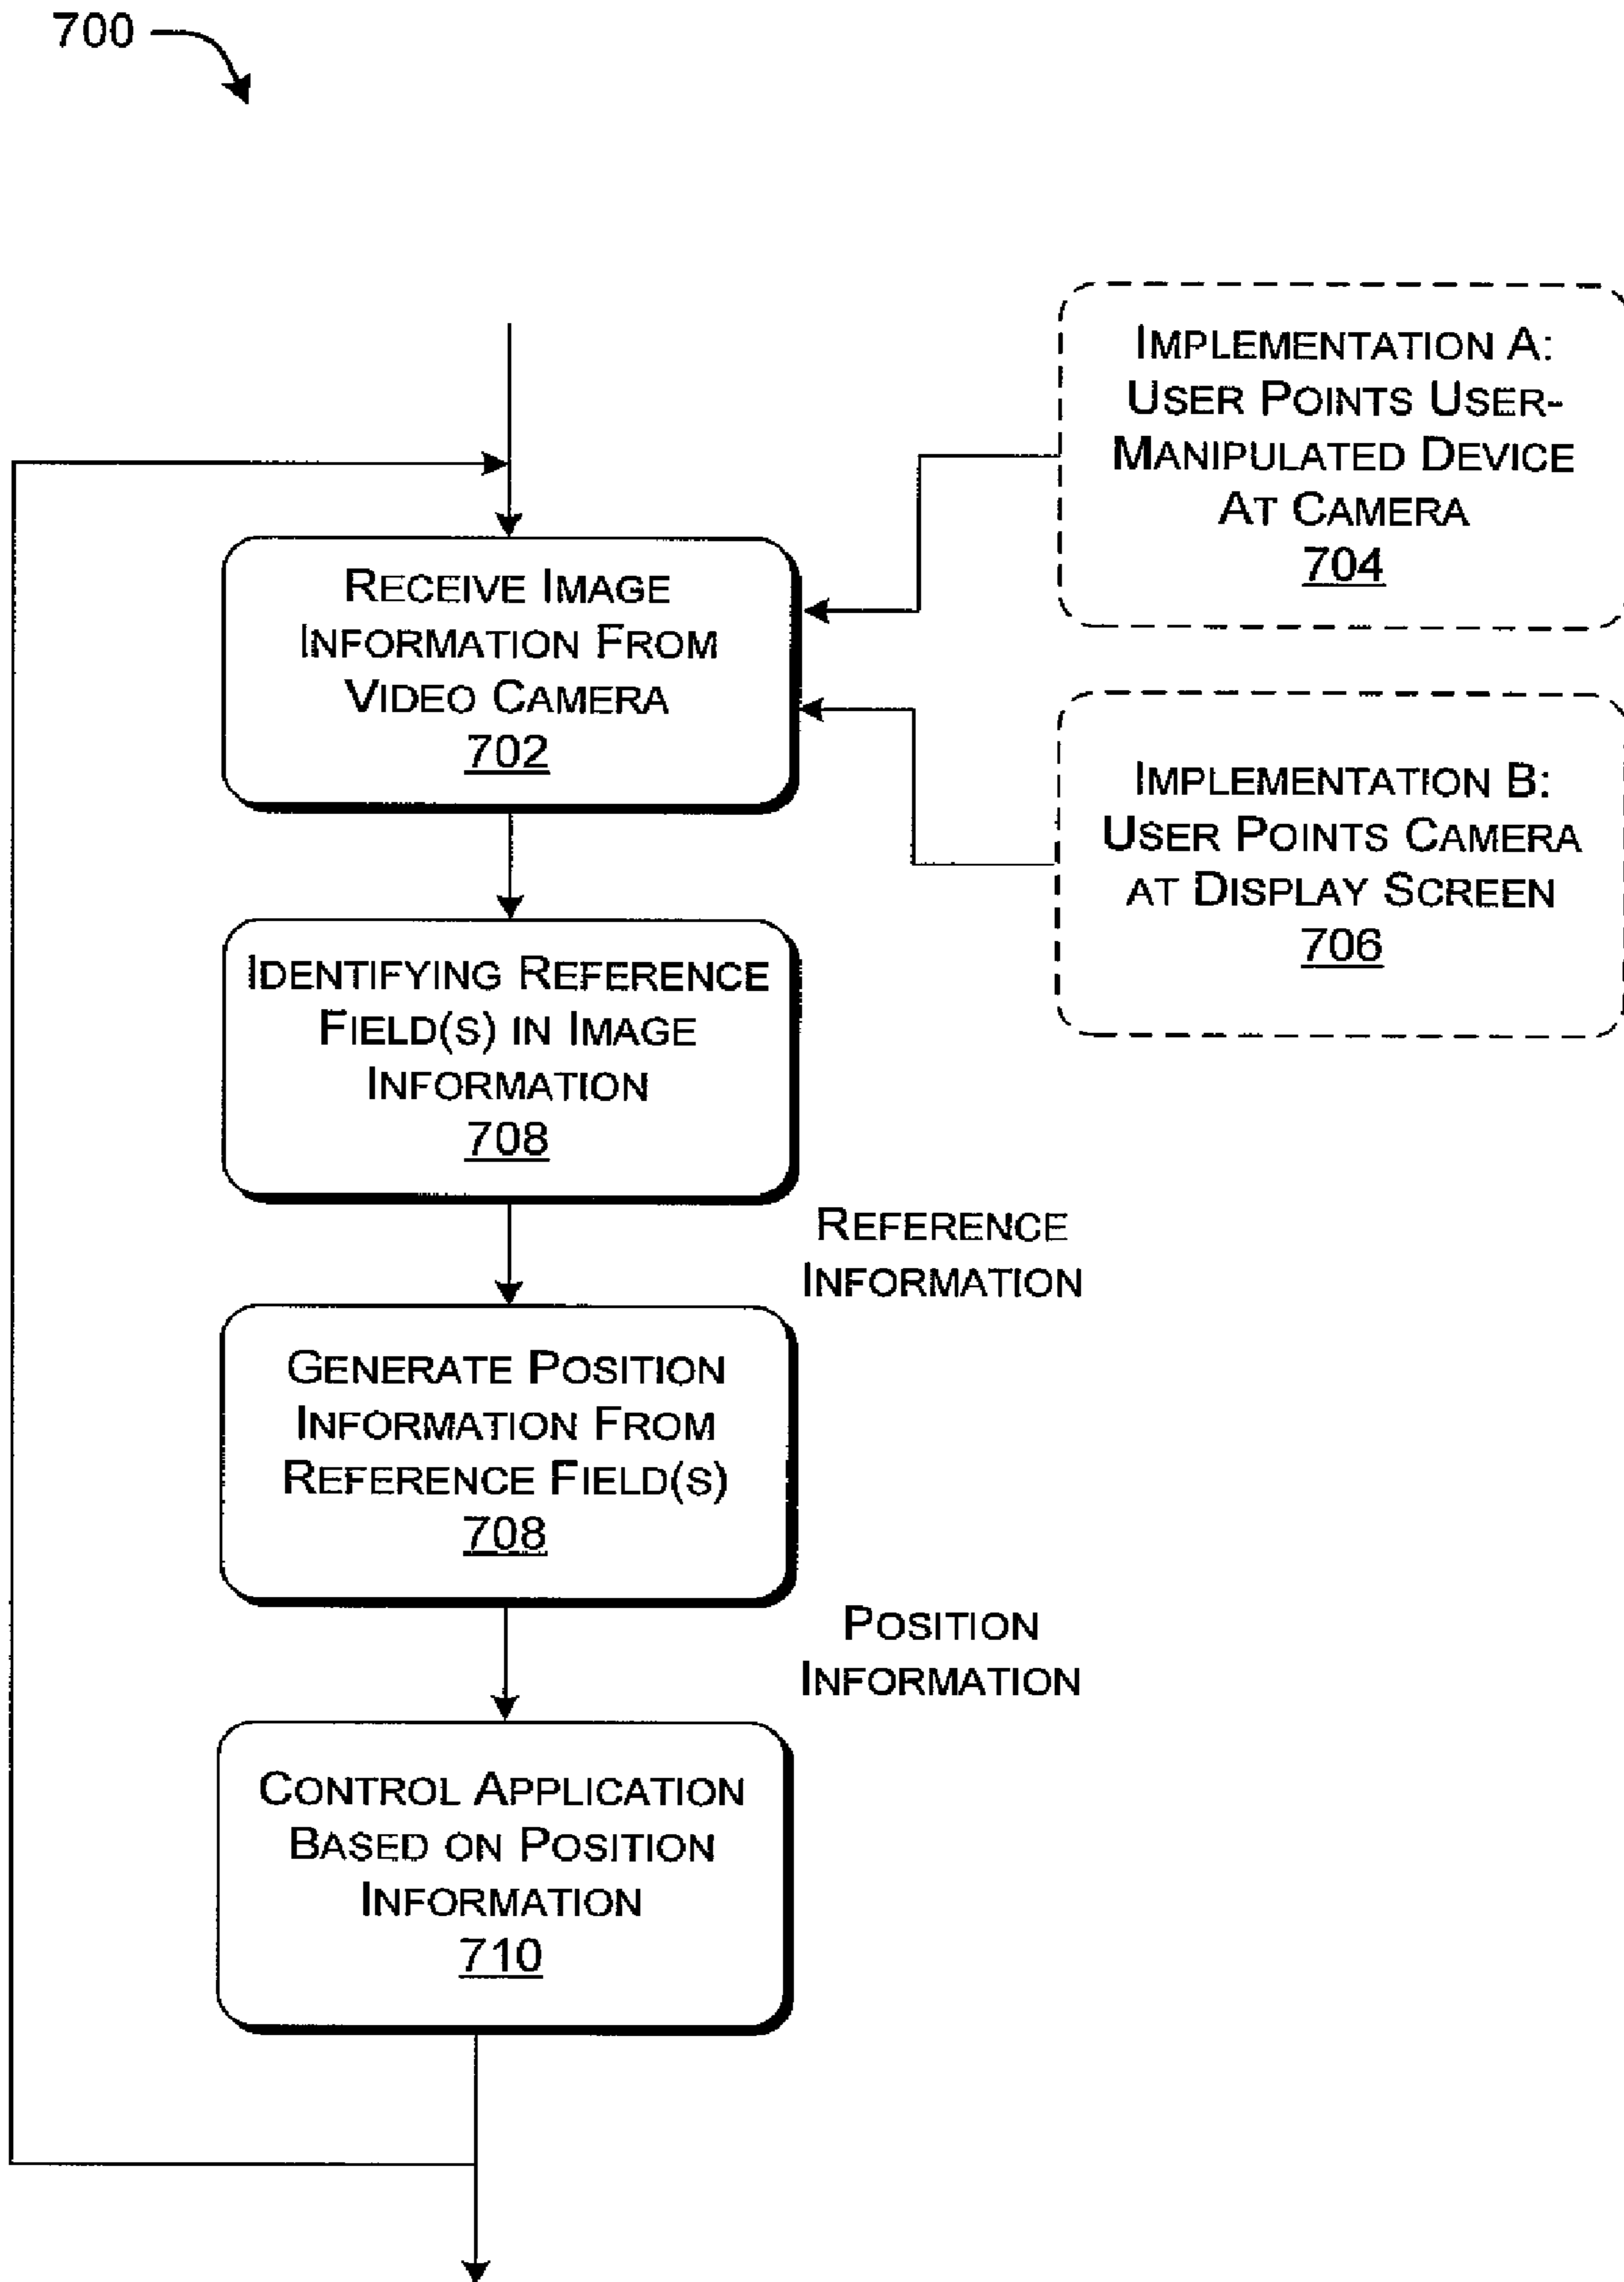 700
IMPLEMENTATION A:
USER POINTS USER-
MANIPULATED DEVICE
AT CAMERA
704
RECEIVE IMAGE
INFORMATION FROM
VIDEO CAMERA
702
IMPLEMENTATION B:
USER POINTS CAMERA
AT DISPLAY SCREEN
706
IDENTIFYING REFERENCE
FIELD(S) IN IMAGE
INFORMATION
708
REFERENCE
INFORMATION
GENERATE POSITION
INFORMATION FROM
REFERENCE FIELD(S)
708
POSITION
INFORMATION
CONTROL APPLICATION
BASED ON POSITION
INFORMATION
710